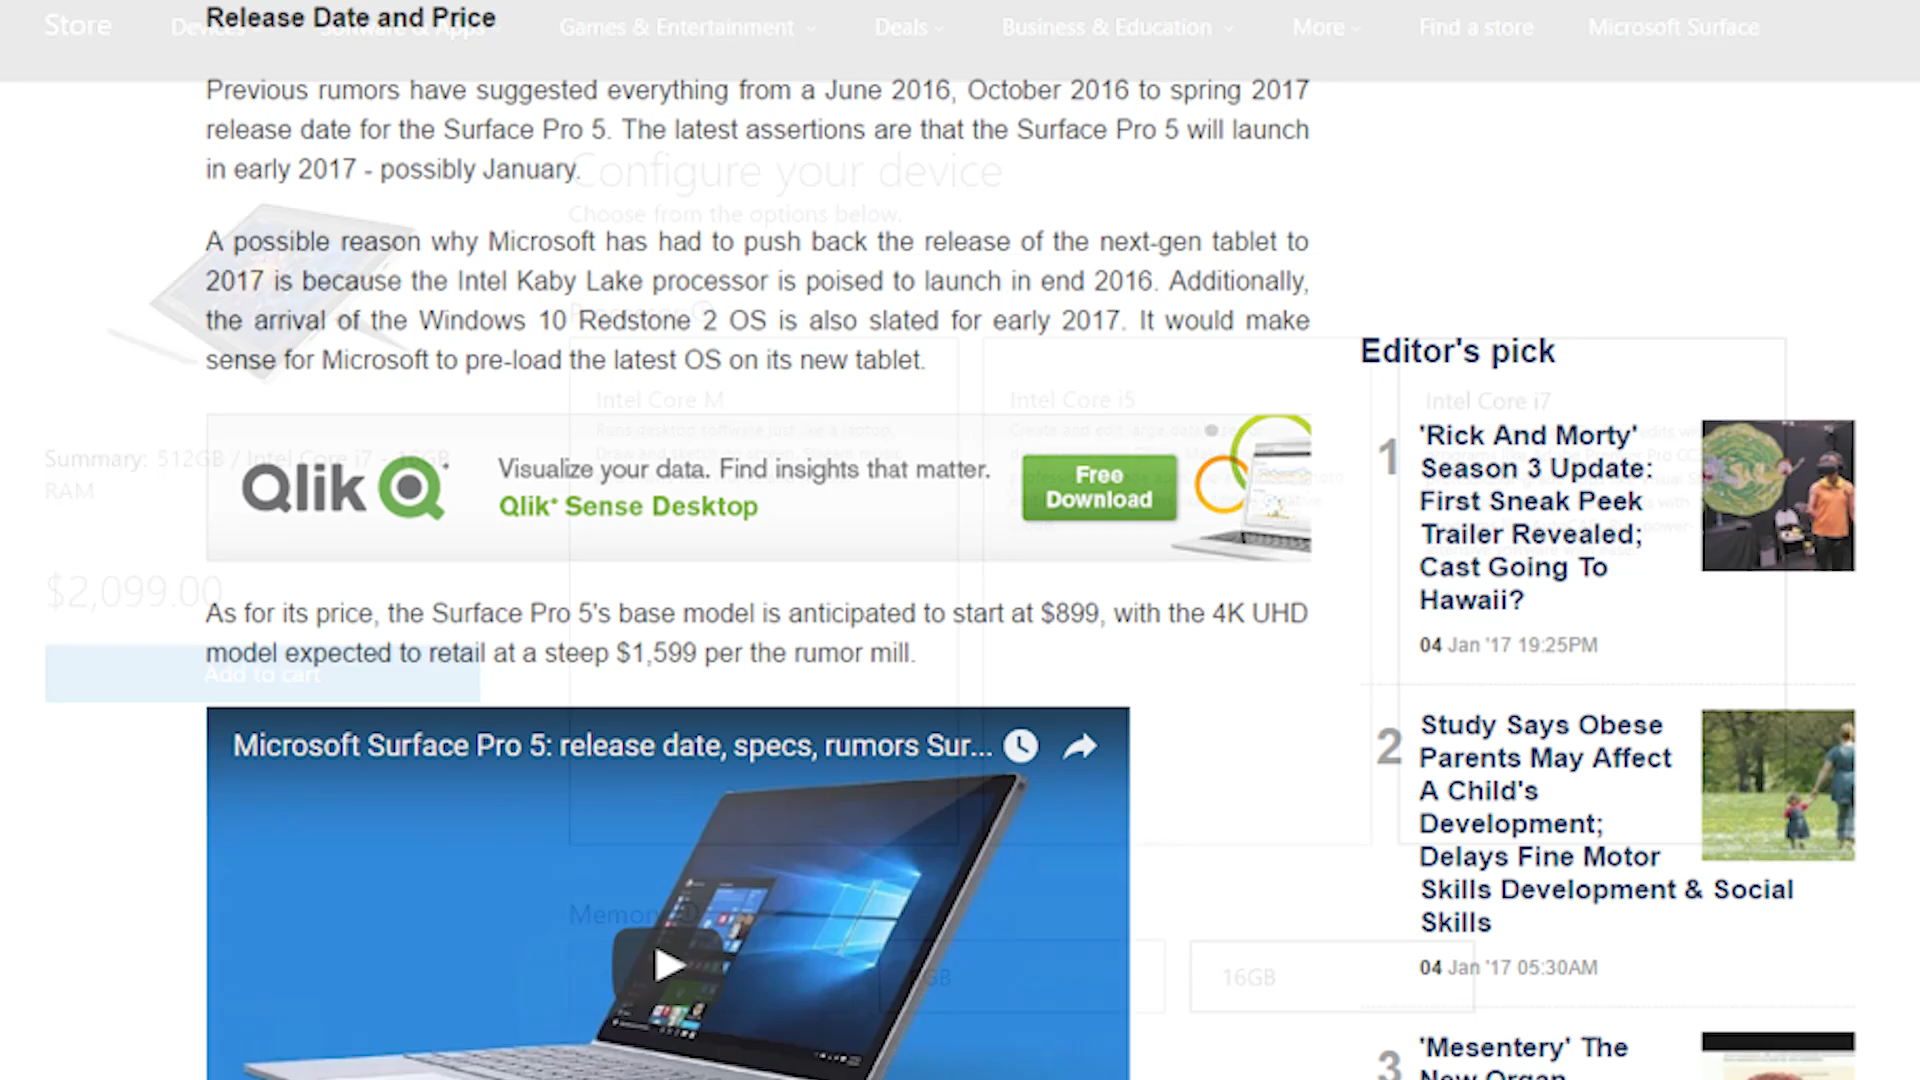 Release Date and Price
Store
Devices
Software & Apps
Games & Entertainment
Deals
Business & Education
More
Find a store
Microsoft Surface
Previous rumors have suggested everything from a June 2016, October 2016 to spring 2017
release date for the Surface Pro 5. The latest assertions are that the Surface Pro 5 will launch
in early 2017 - possibly January.
Configure your device
Choose from the options below.
A possible reason why Microsoft has had to push back the release of the next-gen tablet to
2017 is because the Intel Kaby Lake processor is poised to launch in end 2016. Additionally,
the arrival of the Windows 10 Redstone 2 OS is also slated for early 2017. It would make
sense for Microsoft to pre-load the latest OS on its new tablet.
Intel Core M
Intel Core i5
Intel Core i7
Summary: 512GB / Intel Core i7 - 16GB
RAM
Qlik
Visualize your data. Find insights that matter.
Qlik Sense Desktop
Free
Download
$2,099.00
Add to cart
As for its price, the Surface Pro 5's base model is anticipated to start at $899, with the 4K UHD
model expected to retail at a steep $1,599 per the rumor mill.
Microsoft Surface Pro 5: release date, specs, rumors Sur...
Memory
16GB
Editor's pick
1
'Rick And Morty'
Season 3 Update:
First Sneak Peek
Trailer Revealed;
Cast Going To
Hawaii?
04 Jan '17 19:25PM
2
Study Says Obese
Parents May Affect
A Child's
Development;
Delays Fine Motor
Skills Development & Social
Skills
04 Jan '17 05:30AM
3
'Mesentery' The
New Organ